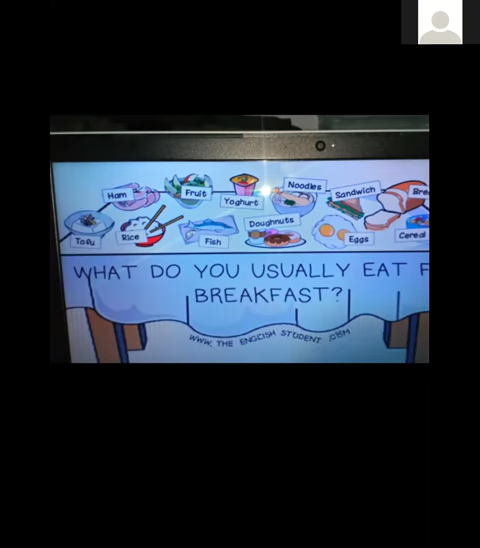 Ham
Fruit
Yoghurt
Noodles
Sandwich
Bre
Tofu
Rice
Fish
Doughnuts
Eggs
Cereal
WHAT DO YOU USUALLY EAT F
BREAKFAST?
WWW. THE ENGLISH STUDENT .COM